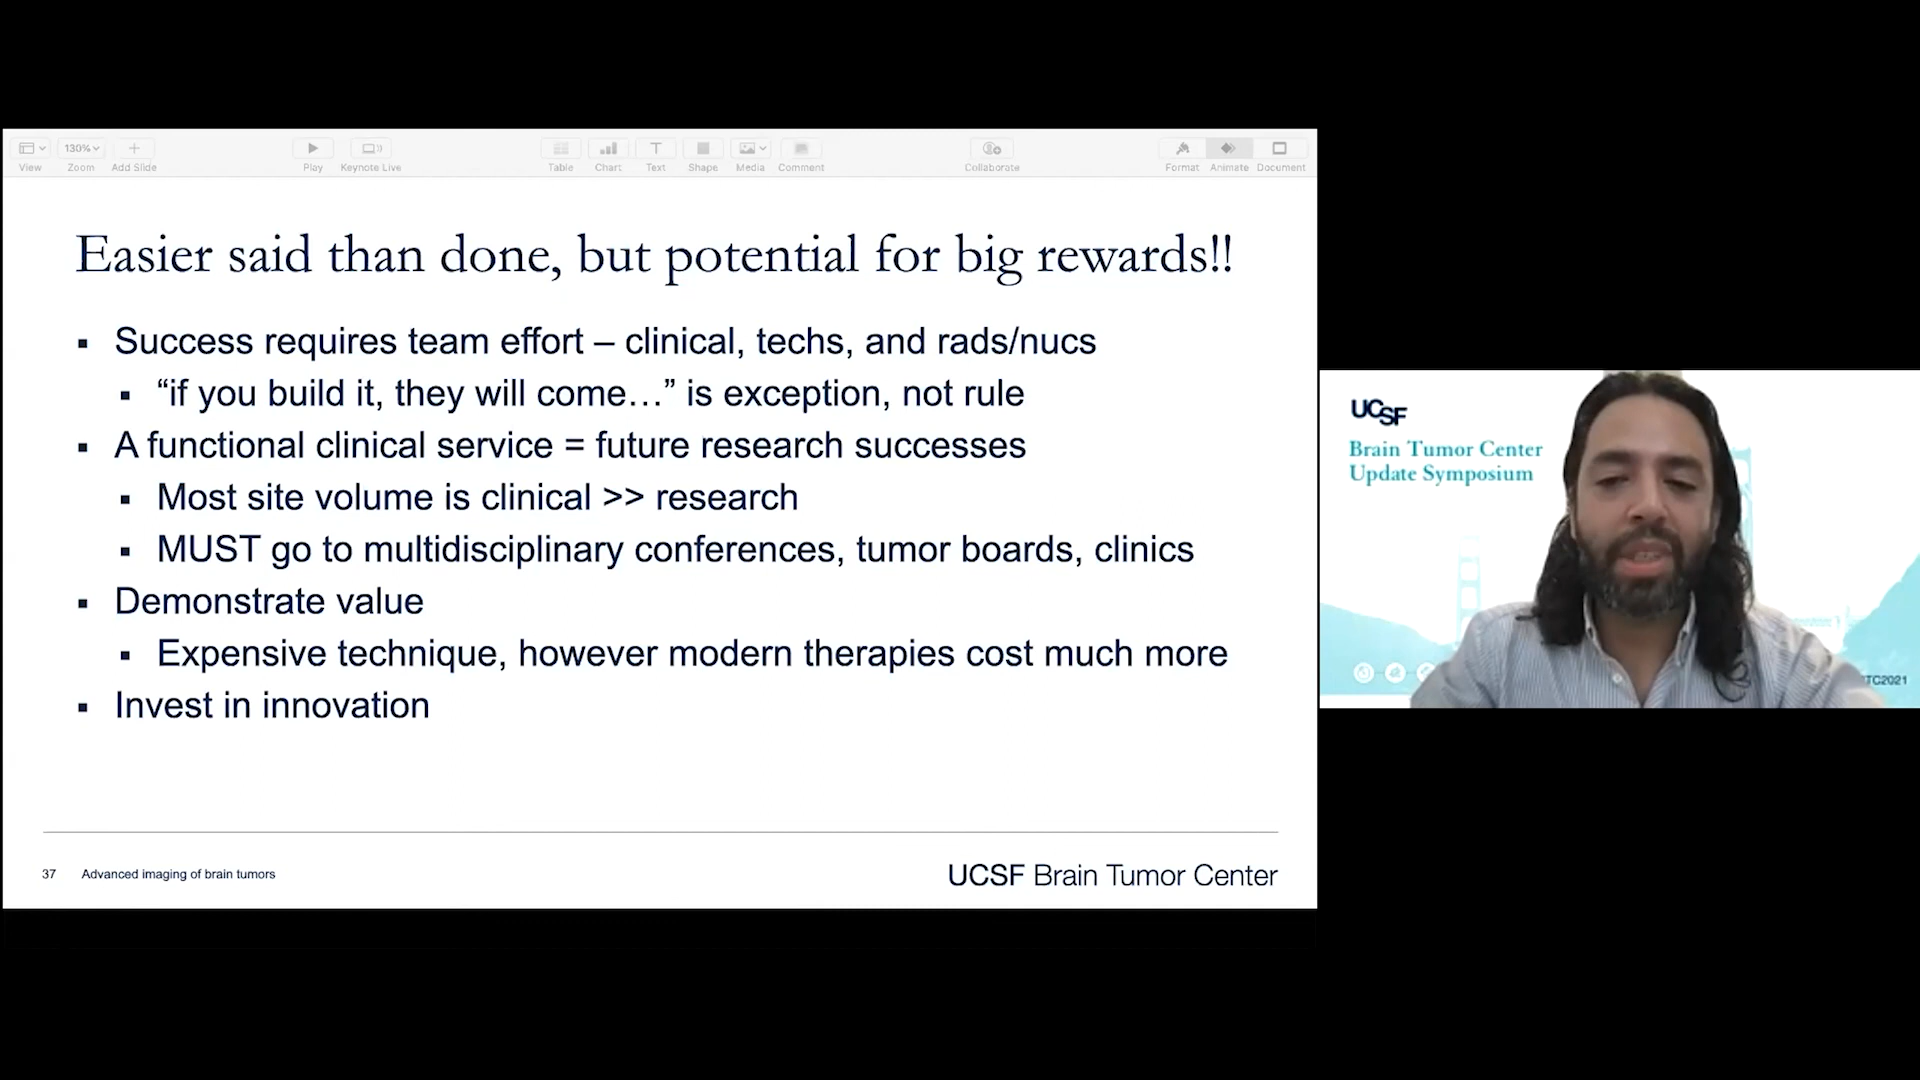 View
130%
Zoom
Add Slide
Play
Keynote Live
Table
Chart
Text
Shape
Media
Comment
Collaborate
Format
Animate
Document
Easier said than done, but potential for big rewards!!
▪ Success requires team effort – clinical, techs, and rads/nucs
▪ “if you build it, they will come…” is exception, not rule
▪ A functional clinical service = future research successes
▪ Most site volume is clinical >> research
▪ MUST go to multidisciplinary conferences, tumor boards, clinics
▪ Demonstrate value
▪ Expensive technique, however modern therapies cost much more
▪ Invest in innovation
37 Advanced imaging of brain tumors
UCSF Brain Tumor Center
UCSF
Brain Tumor Center
Update Symposium
TC2021